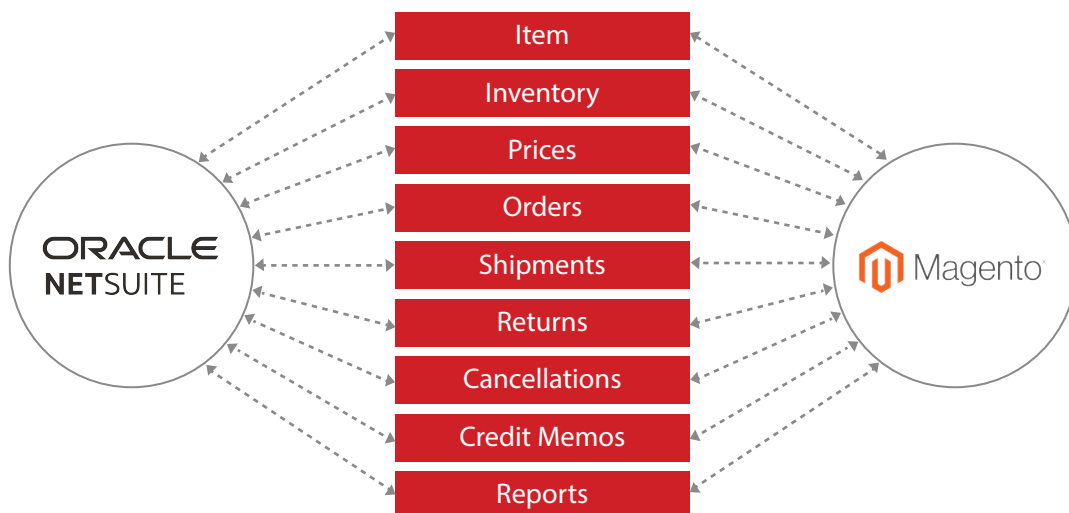 Item
Inventory
Prices
Orders
Shipments
Returns
Cancellations
Credit Memos
Reports
ORACLE
NETSUITE
Magento